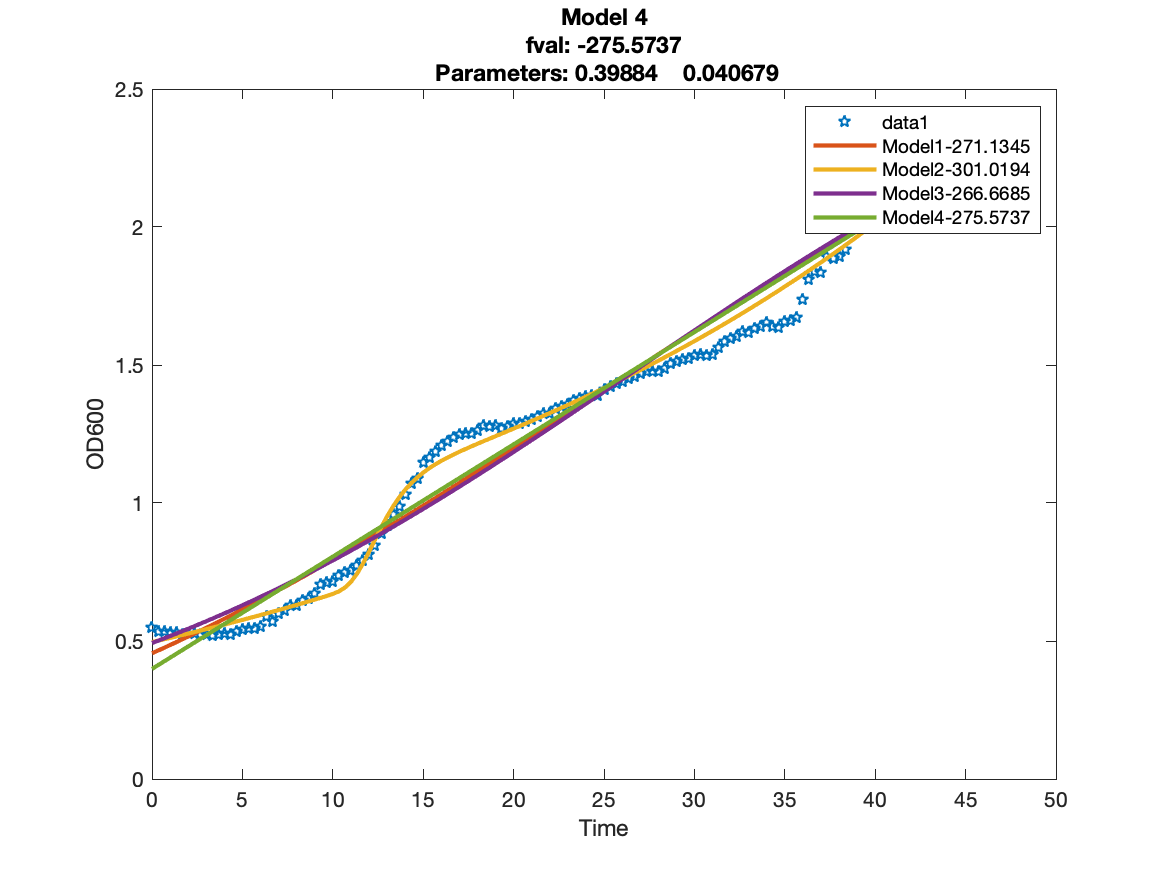 Model 4
fval: -275.5737
Parameters: 0.39884 0.040679
2.5
2
1.5
1
0.5
0
OD600
data1
Model1-271.1345
Model2-301.0194
Model3-266.6685
Model4-275.5737
0 5 10 15 20 25 30 35 40 45 50
Time